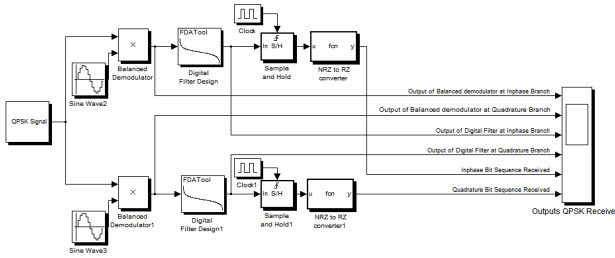 Clock
FDATool
Balanced
Demodulator
Digital
Filter Design
In S/H
Sample
and Hold
u fcn y
NRZ to RZ
converter
Sine Wave2
Output of Balanced demodulator at Inphase Branch
Output of Balanced demodulator at Quadrature Branch
QPSK Signal
Output of Digital Filter at Inphase Branch
Output of Digital Filter at Quadrature Branch
Inphase Bit Sequence Received
Quadrature Bit Sequence Received
Outputs QPSK Receive
Clock1
FDATool
Balanced
Demodulator1
Digital
Filter Design1
In S/H
Sample
and Hold1
u fcn y
NRZ to RZ
converter1
Sine Wave3